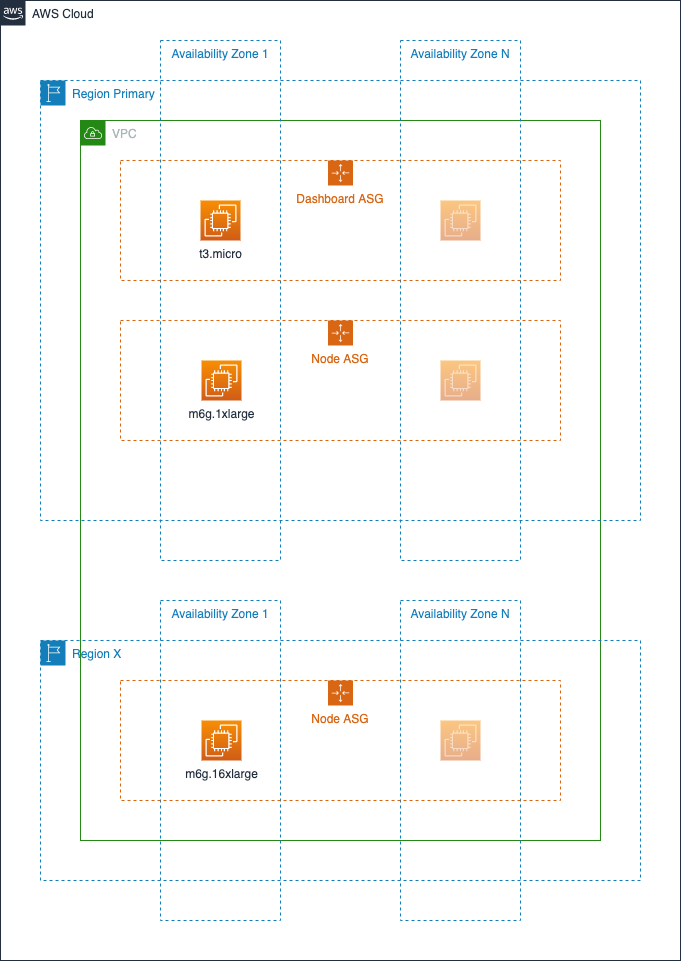 aws
AWS Cloud
Availability Zone 1
Availability Zone N
Region Primary
VPC
Dashboard ASG
t3.micro
Node ASG
m6g.1xlarge
Availability Zone 1
Availability Zone N
Region X
Node ASG
m6g.16xlarge